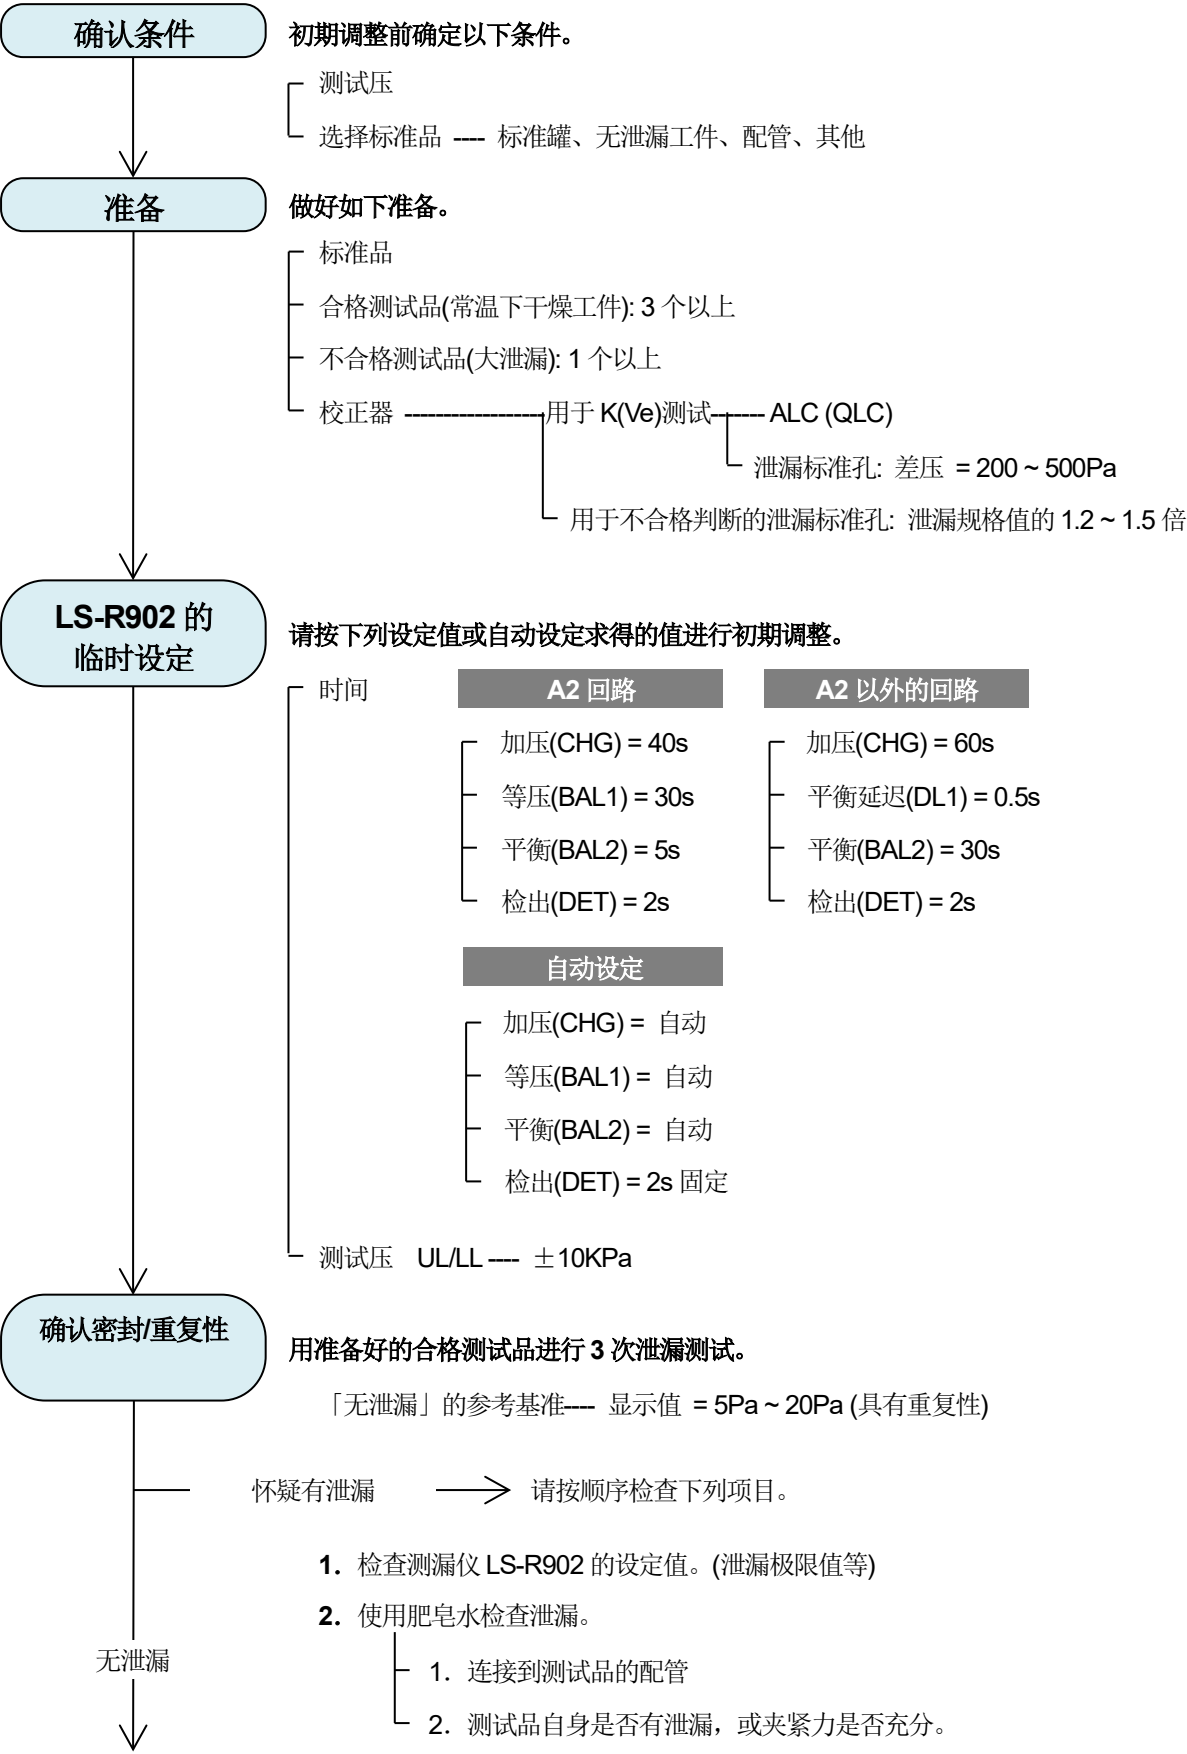 确认条件
初期调整前确定以下条件。
测试压
选择标准品 ---- 标准罐、无泄漏工件、配管、其他
准备
做好如下准备。
标准品
合格测试品(常温下干燥工件): 3 个以上
不合格测试品(大泄漏): 1 个以上
校正器 ------------------用于 K(Ve)测试------- ALC (QLC)
泄漏标准孔: 差压 = 200 ~ 500Pa
用于不合格判断的泄漏标准孔: 泄漏规格值的 1.2 ~ 1.5 倍
LS-R902 的
临时设定
请按下列设定值或自动设定求得的值进行初期调整。
时间
A2 回路
A2 以外的回路
加压(CHG) = 40s
加压(CHG) = 60s
等压(BAL1) = 30s
平衡延迟(DL1) = 0.5s
平衡(BAL2) = 5s
平衡(BAL2) = 30s
检出(DET) = 2s
检出(DET) = 2s
自动设定
加压(CHG) = 自动
等压(BAL1) = 自动
平衡(BAL2) = 自动
检出(DET) = 2s 固定
测试压 UL/LL ---- ±10KPa
确认密封/重复性
用准备好的合格测试品进行 3 次泄漏测试。
「无泄漏」的参考基准---- 显示值 = 5Pa ~ 20Pa (具有重复性)
怀疑有泄漏
请按顺序检查下列项目。
1. 检查测漏仪 LS-R902 的设定值。(泄漏极限值等)
2. 使用肥皂水检查泄漏。
无泄漏
1. 连接到测试品的配管
2. 测试品自身是否有泄漏，或夹紧力是否充分。